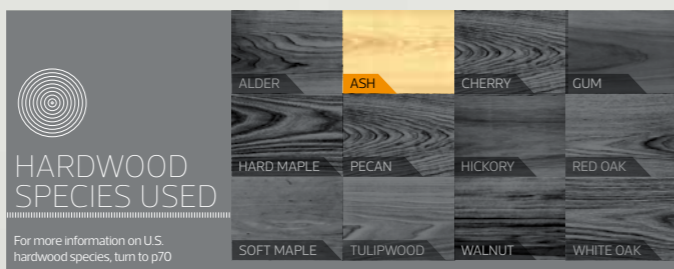 HARDWOOD
SPECIES USED
For more information on U.S.
hardwood species, turn to p70
ALDER
ASH
CHERRY
GUM
HARD MAPLE
PECAN
HICKORY
RED OAK
SOFT MAPLE
TULIPWOOD
WALNUT
WHITE OAK